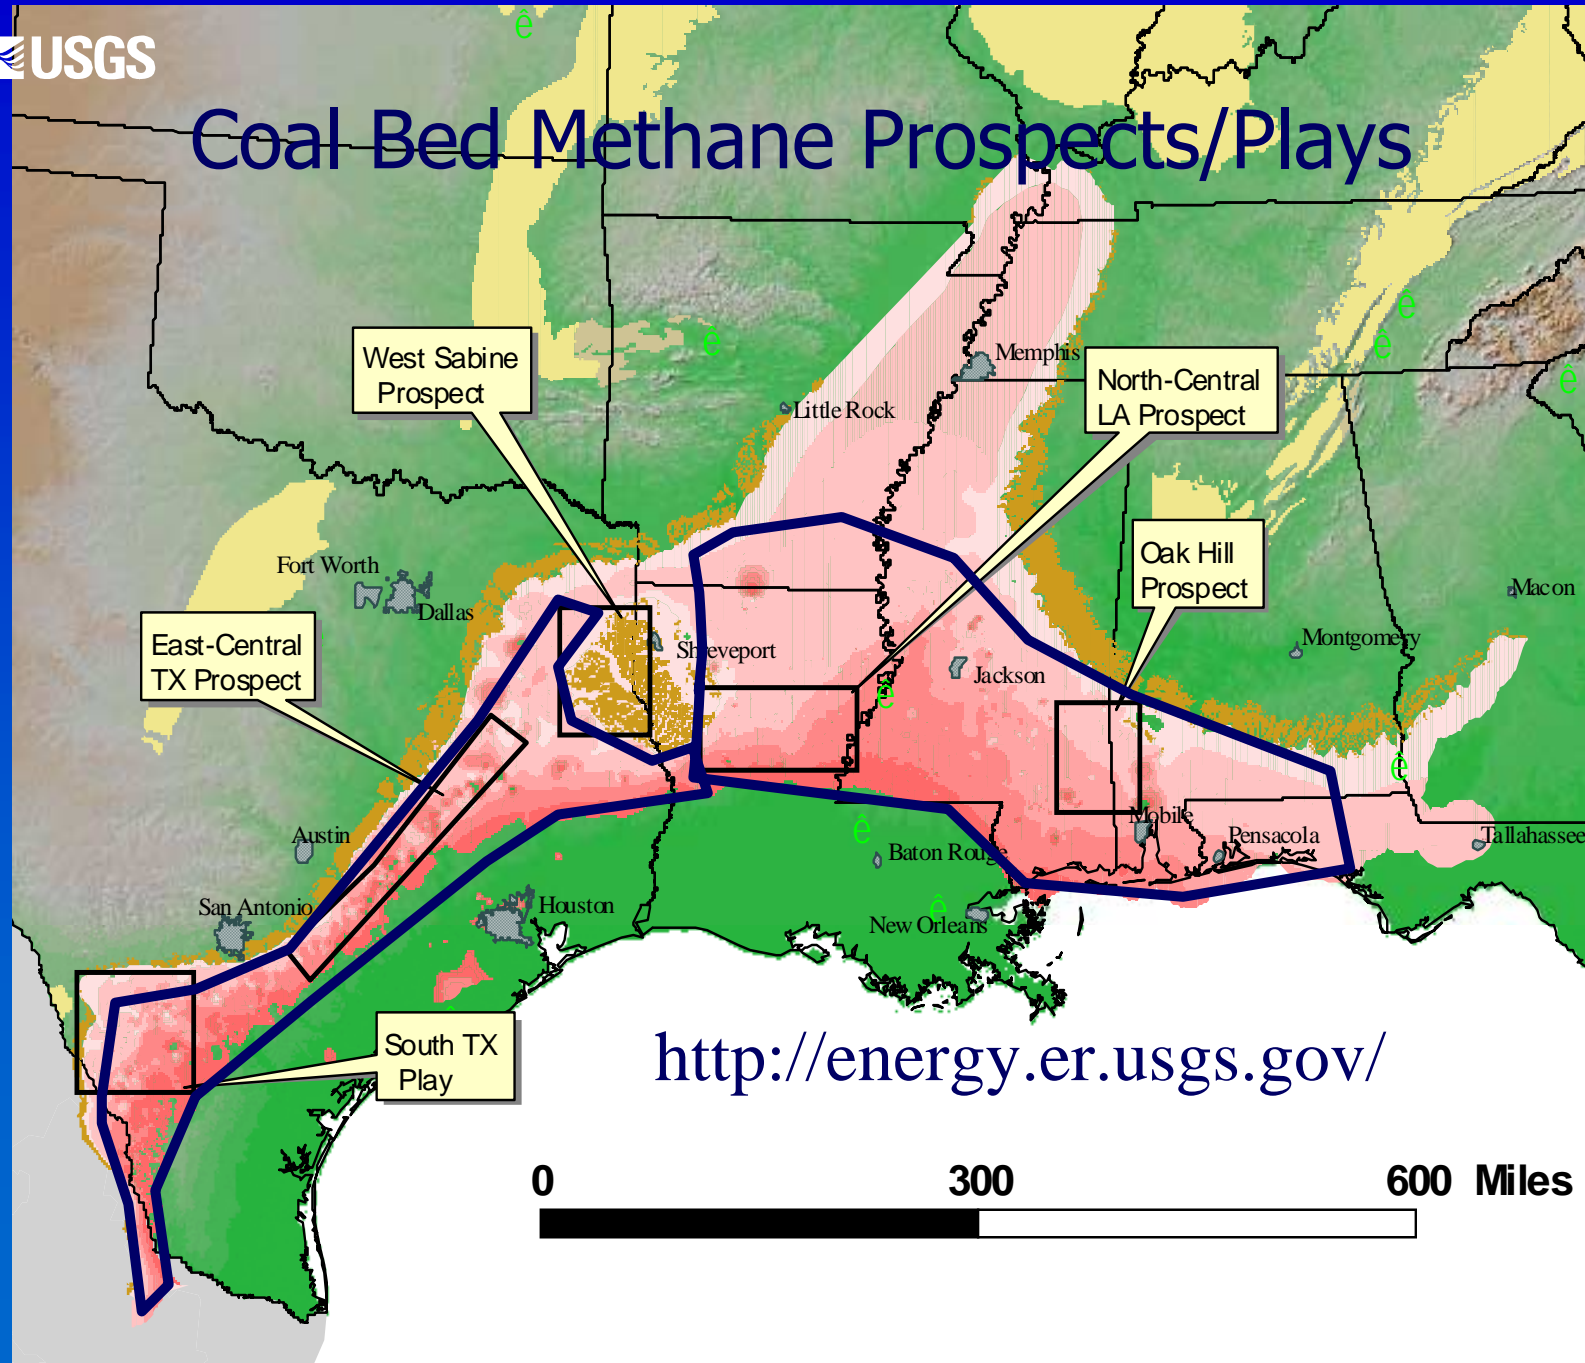 USGS
Coal Bed Methane Prospects/Plays
West Sabine
Prospect
Memphis
North-Central
LA Prospect
Little Rock
Oak Hill
Prospect
Fort Worth
Dallas
Macon
East-Central
TX Prospect
Shreveport
Montgomery
Jackson
Austin
Mobile
Pensacola
Tallahassee
Baton Rouge
San Antonio
Houston
New Orleans
South TX
Play
http://energy.er.usgs.gov/
0 300 600 Miles
ê
ê
ê
ê
ê
ê
ê
ê
ê